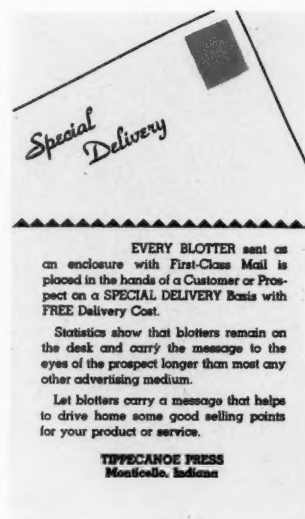 Special
Delivery
EVERY BLOTTER sent as
an enclosure with First-Class Mail is
placed in the hands of a Customer or Pros-
pect on a SPECIAL DELIVERY Basis with
FREE Delivery Cost.
Statistics show that blotters remain on
the desk and carry the message to the
eyes of the prospect longer than most any
other advertising medium.
Let blotters carry a message that helps
to drive home some good selling points
for your product or service.
TIPPECANOE PRESS
Monticello, Indiana